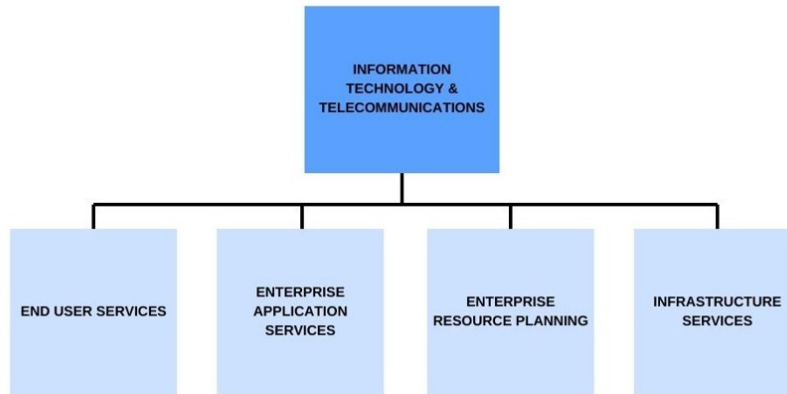 INFORMATION
TECHNOLOGY &
TELECOMMUNICATIONS
END USER SERVICES
ENTERPRISE
APPLICATION
SERVICES
ENTERPRISE
RESOURCE PLANNING
INFRASTRUCTURE
SERVICES